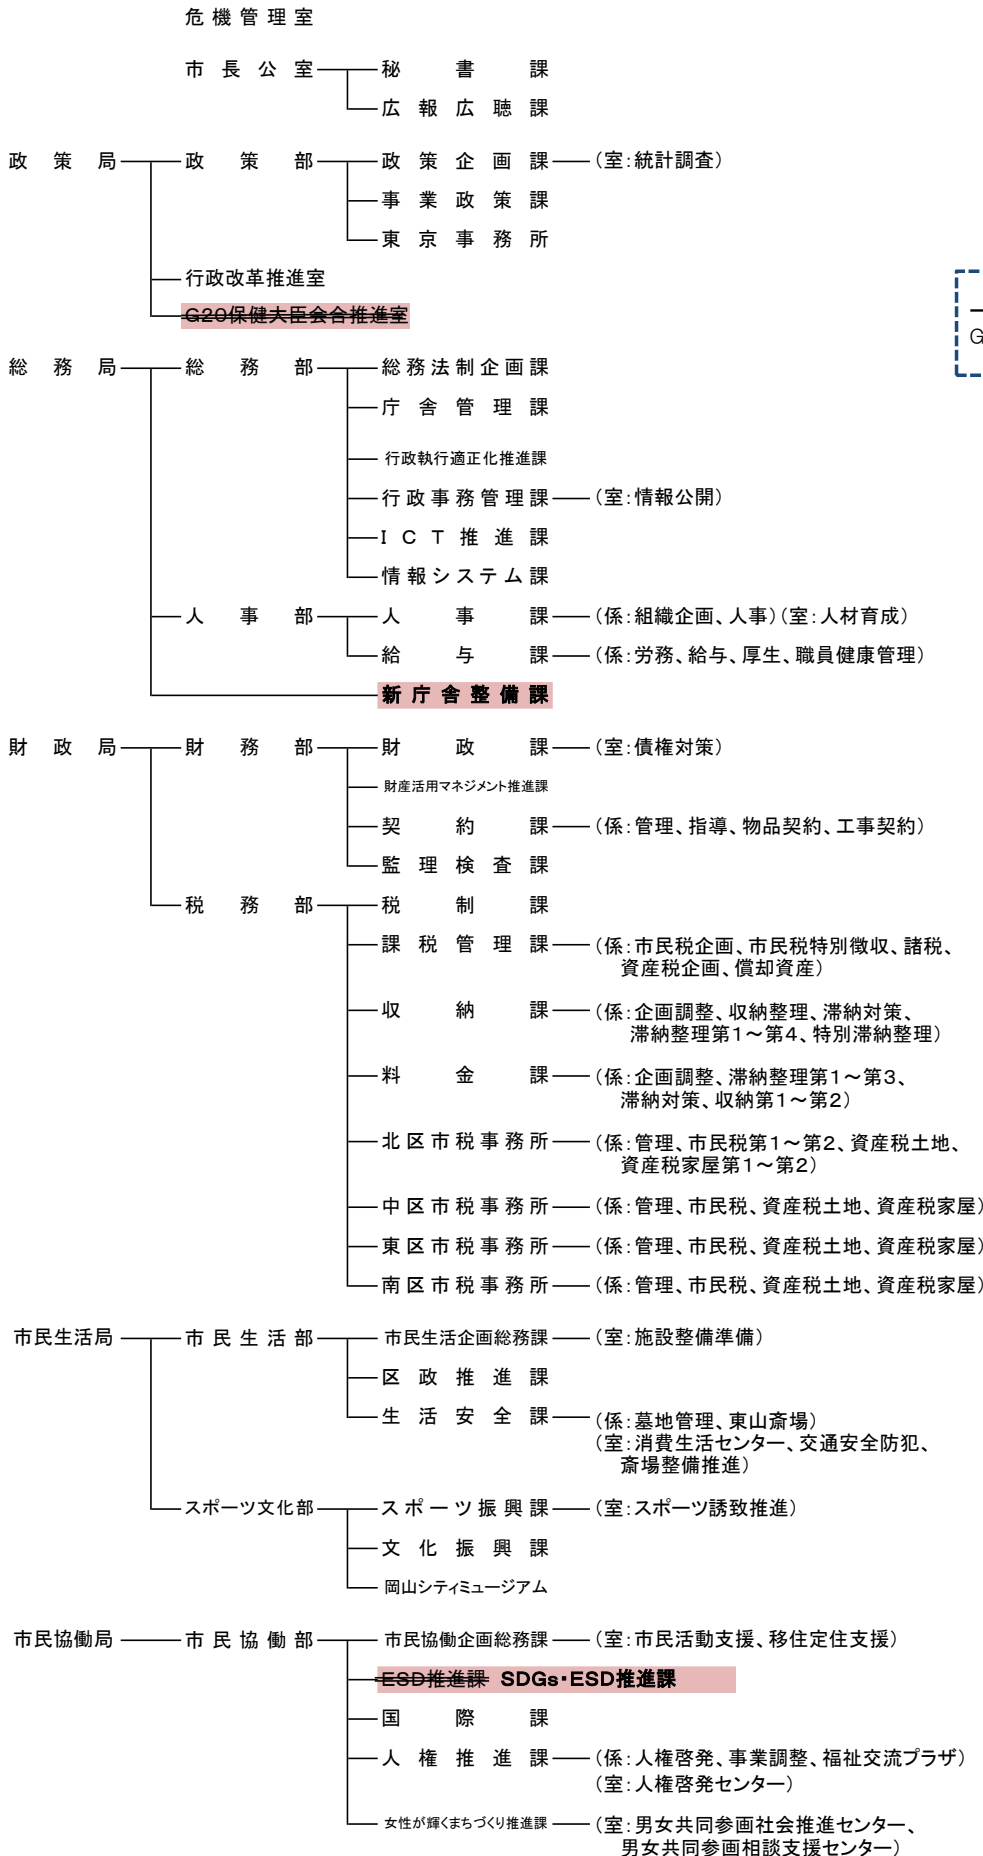 危機管理室
市長公室 秘書課
広報広聴課
政策局 政策部 政策企画課 (室:統計調査)
事業政策課
東京事務所
行政改革推進室
G20保健大臣会合推進室
G
総務局 総務部 総務法制企画課
庁舎管理課
行政執行適正化推進課
行政事務管理課 (室:情報公開)
ICT推進課
情報システム課
人事部 人事課 (係:組織企画、人事)(室:人材育成)
給与課 (係:労務、給与、厚生、職員健康管理)
新庁舎整備課
財政局 財務部 財政課 (室:債権対策)
財産活用マネジメント推進課
契約課 (係:管理、指導、物品契約、工事契約)
監理検査課
税務部 税制課
課税管理課 (係:市民税企画、市民税特別徴収、諸税、
資産税企画、償却資産)
収納課 (係:企画調整、収納整理、滞納対策、
滞納整理第1~第4、特別滞納整理)
料金課 (係:企画調整、滞納整理第1~第3、
滞納対策、収納第1~第2)
北区市税事務所 (係:管理、市民税第1~第2、資産税土地、
資産税家屋第1~第2)
中区市税事務所 (係:管理、市民税、資産税土地、資産税家屋)
東区市税事務所 (係:管理、市民税、資産税土地、資産税家屋)
南区市税事務所 (係:管理、市民税、資産税土地、資産税家屋)
市民生活局 市民生活部 市民生活企画総務課 (室:施設整備準備)
区政推進課
生活安全課 (係:墓地管理、東山斎場)
(室:消費生活センター、交通安全防犯、
斎場整備推進)
スポーツ文化部 スポーツ振興課 (室:スポーツ誘致推進)
文化振興課
岡山シティミュージアム
市民協働局 市民協働部 市民協働企画総務課 (室:市民活動支援、移住定住支援)
ESD推進課 SDGs・ESD推進課
国際課
人権推進課 (係:人権啓発、事業調整、福祉交流プラザ)
(室:人権啓発センター)
女性が輝くまちづくり推進課 (室:男女共同参画社会推進センター、
男女共同参画相談支援センター)